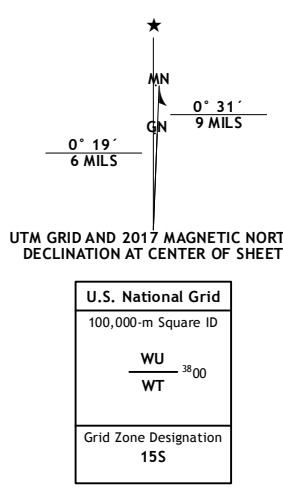 ★
MN
0° 31´
9 MILS
GN
0° 19´
6 MILS
UTM GRID AND 2017 MAGNETIC NORT
DECLINATION AT CENTER OF SHEET
U.S. National Grid
100,000-m Square ID
WU
3800
WT
Grid Zone Designation
15S